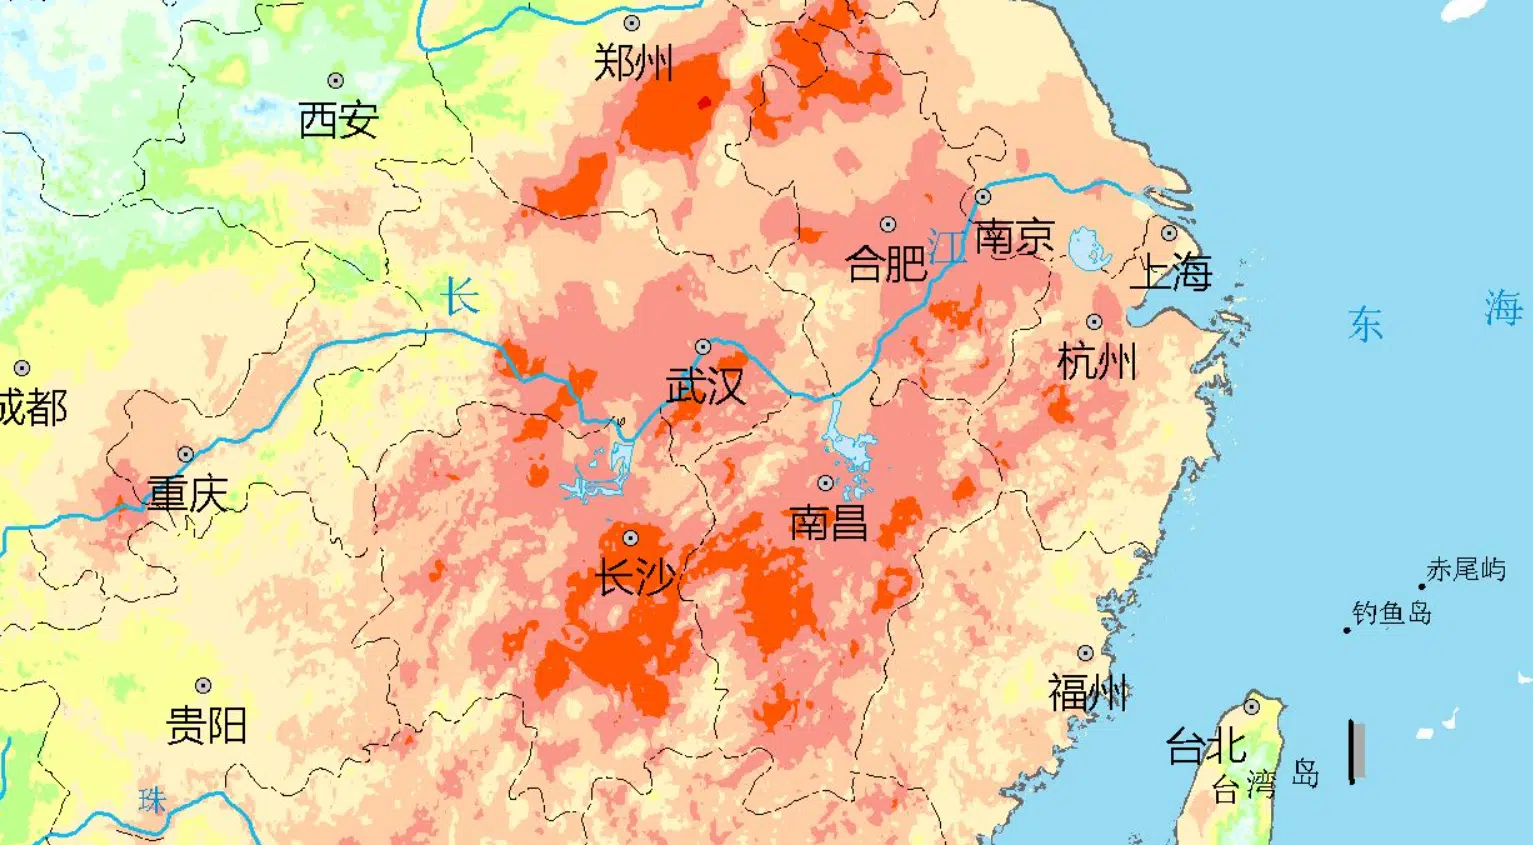 郑州
西安
合肥
江
南京
上海
长
东
海
杭州
武汉
成都
重庆
南昌
长沙
赤尾屿
钓鱼岛
福州
贵阳
台北
台湾岛
珠